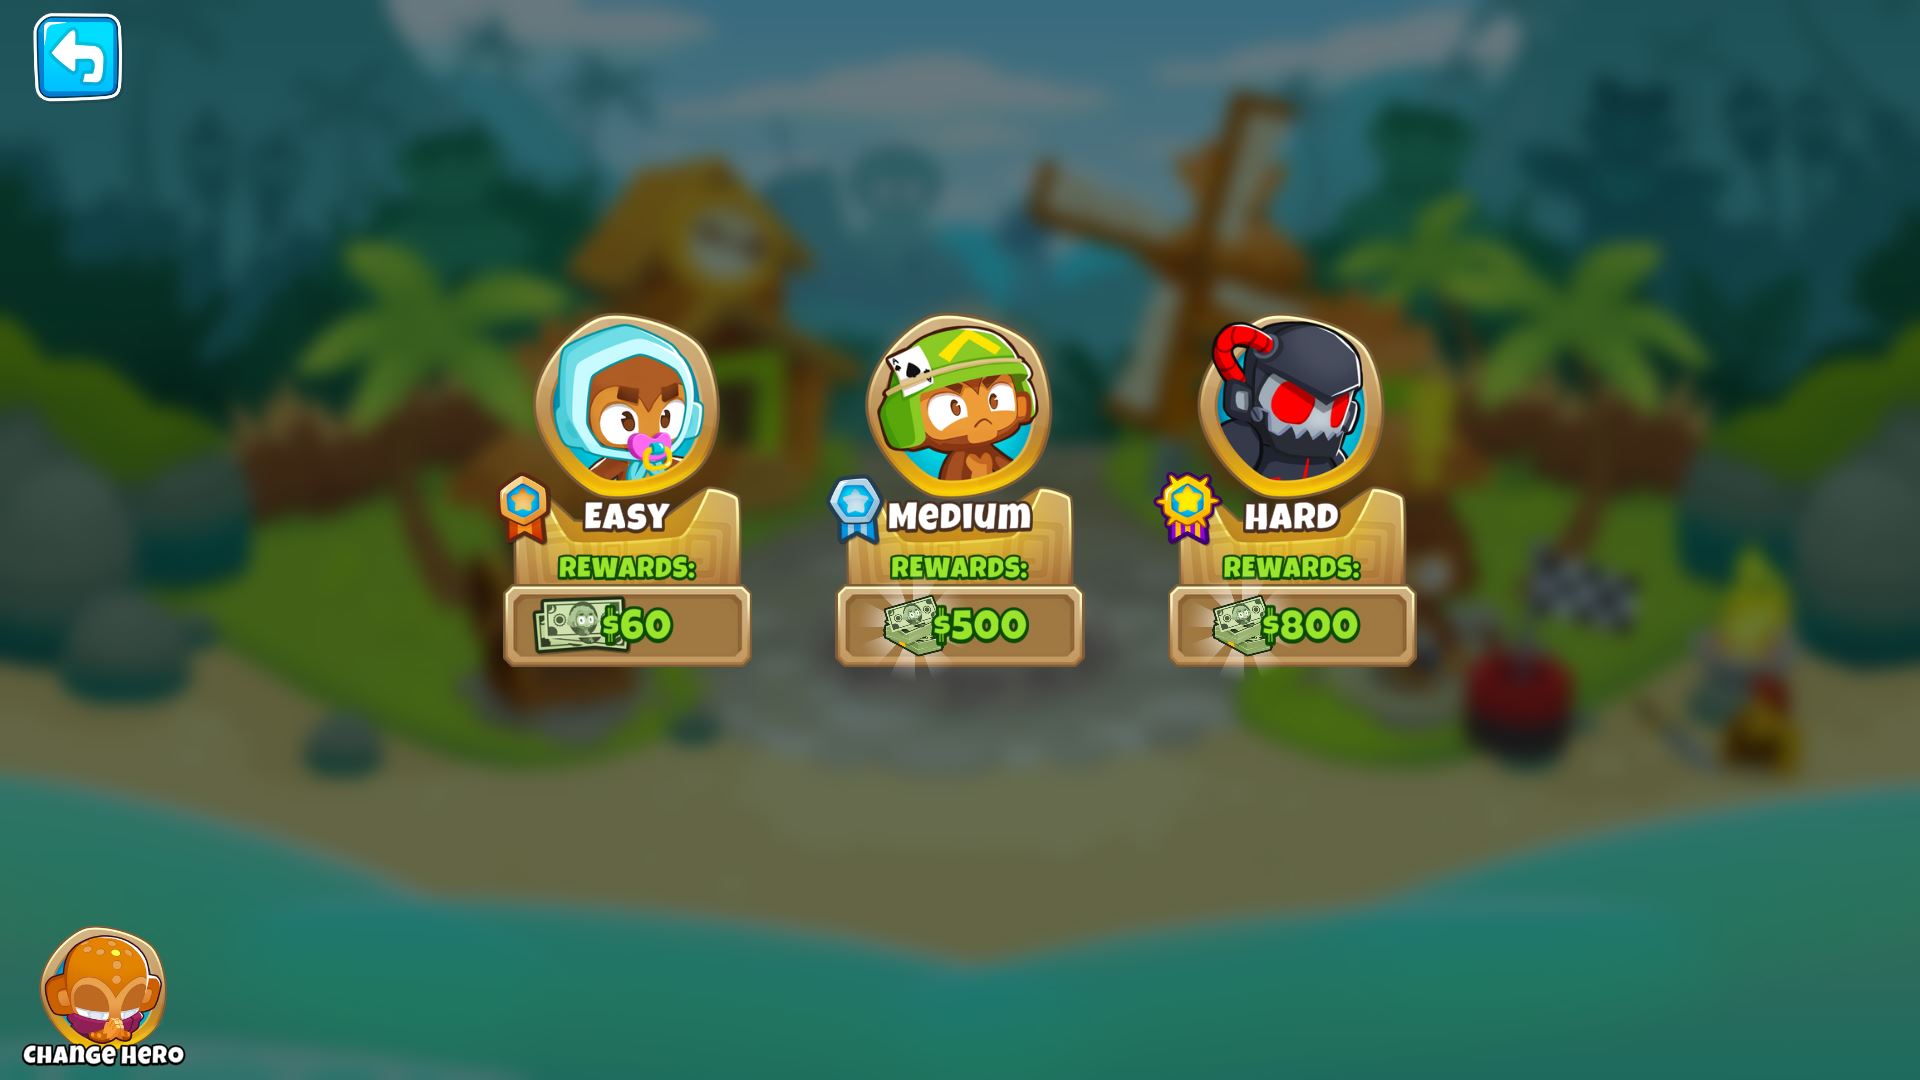 EASY
REWARDS:
$60
MEDIUM
REWARDS:
$500
HARD
REWARDS:
$800
CHANGE HERO